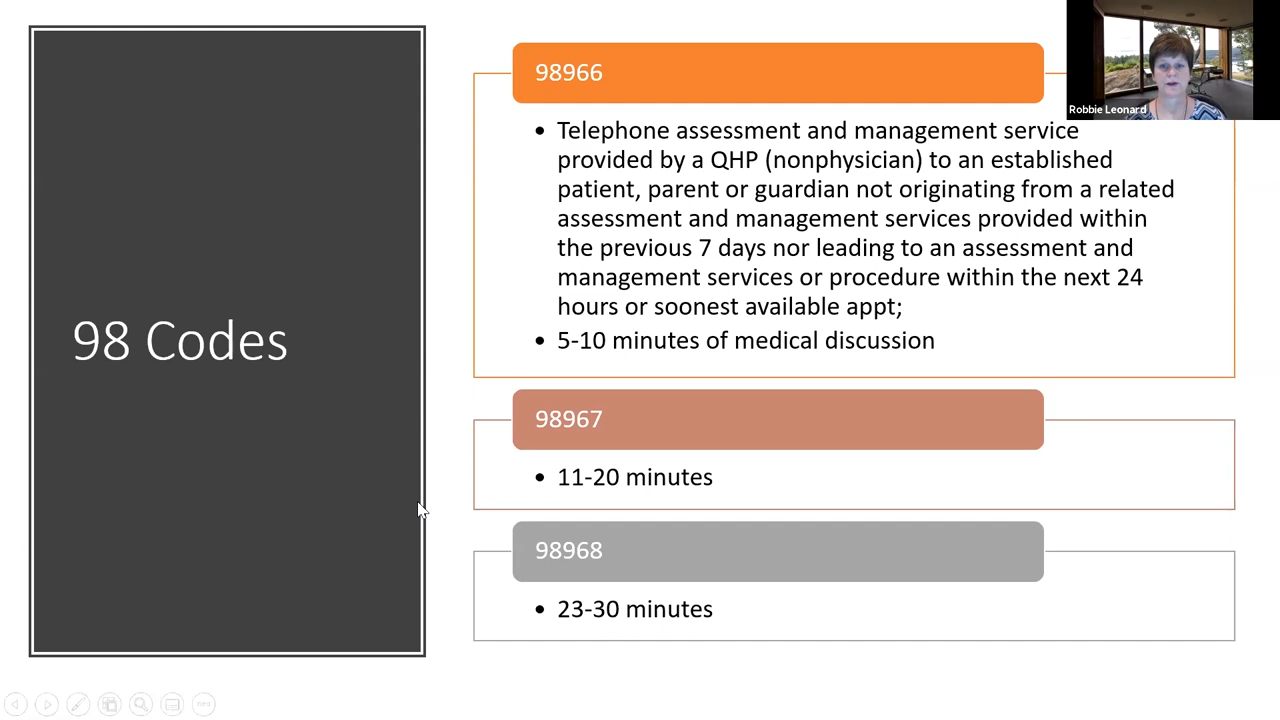 98 Codes
98966
Telephone assessment and management service
provided by a QHP (nonphysician) to an established
patient, parent or guardian not originating from a related
assessment and management services provided within
the previous 7 days nor leading to an assessment and
management services or procedure within the next 24
hours or soonest available appt;
5-10 minutes of medical discussion
98967
11-20 minutes
98968
23-30 minutes
Robbie Leonard